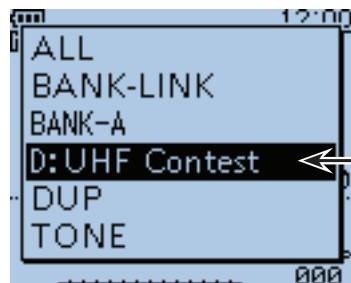 12:00
ALL
BANK-LINK
BANK-A
D:UHF Contest
DUP
TONE
000